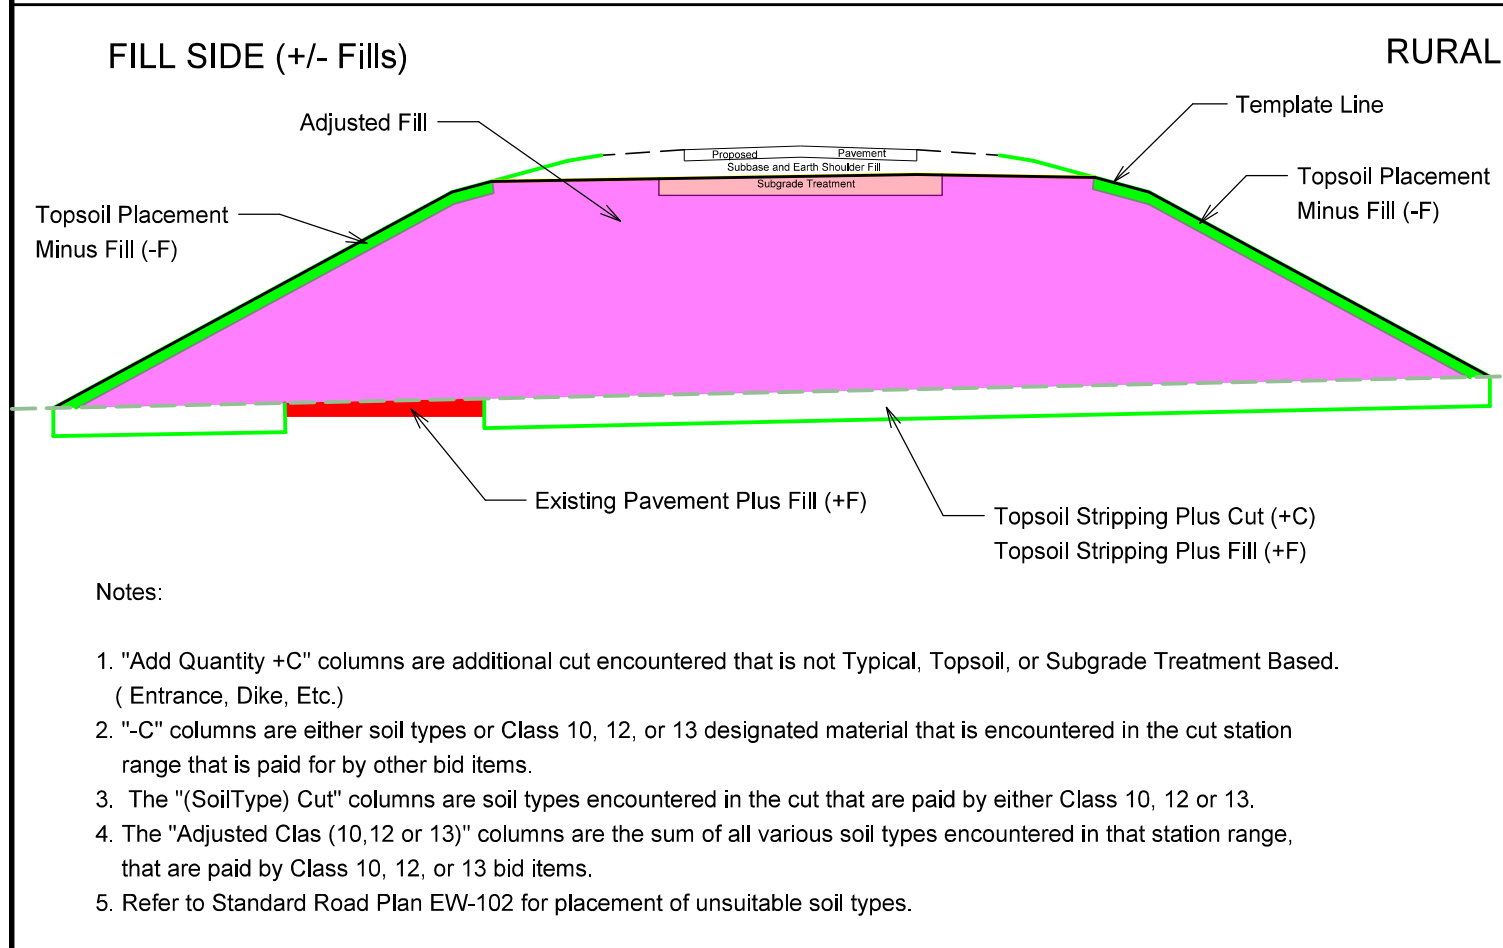 FILL SIDE (+/- Fills)
RURAL
Adjusted Fill
Template Line
Proposed Pavement
Subbase and Earth Shoulder Fill
Subgrade Treatment
Topsoil Placement
Minus Fill (-F)
Topsoil Placement
Minus Fill (-F)
Existing Pavement Plus Fill (+F)
Topsoil Stripping Plus Cut (+C)
Topsoil Stripping Plus Fill (+F)
Notes:
1. "Add Quantity +C" columns are additional cut encountered that is not Typical, Topsoil, or Subgrade Treatment Based.
( Entrance, Dike, Etc.)
2. "-C" columns are either soil types or Class 10, 12, or 13 designated material that is encountered in the cut station
range that is paid for by other bid items.
3. The "(SoilType) Cut" columns are soil types encountered in the cut that are paid by either Class 10, 12 or 13.
4. The "Adjusted Clas (10,12 or 13)" columns are the sum of all various soil types encountered in that station range,
that are paid by Class 10, 12, or 13 bid items.
5. Refer to Standard Road Plan EW-102 for placement of unsuitable soil types.